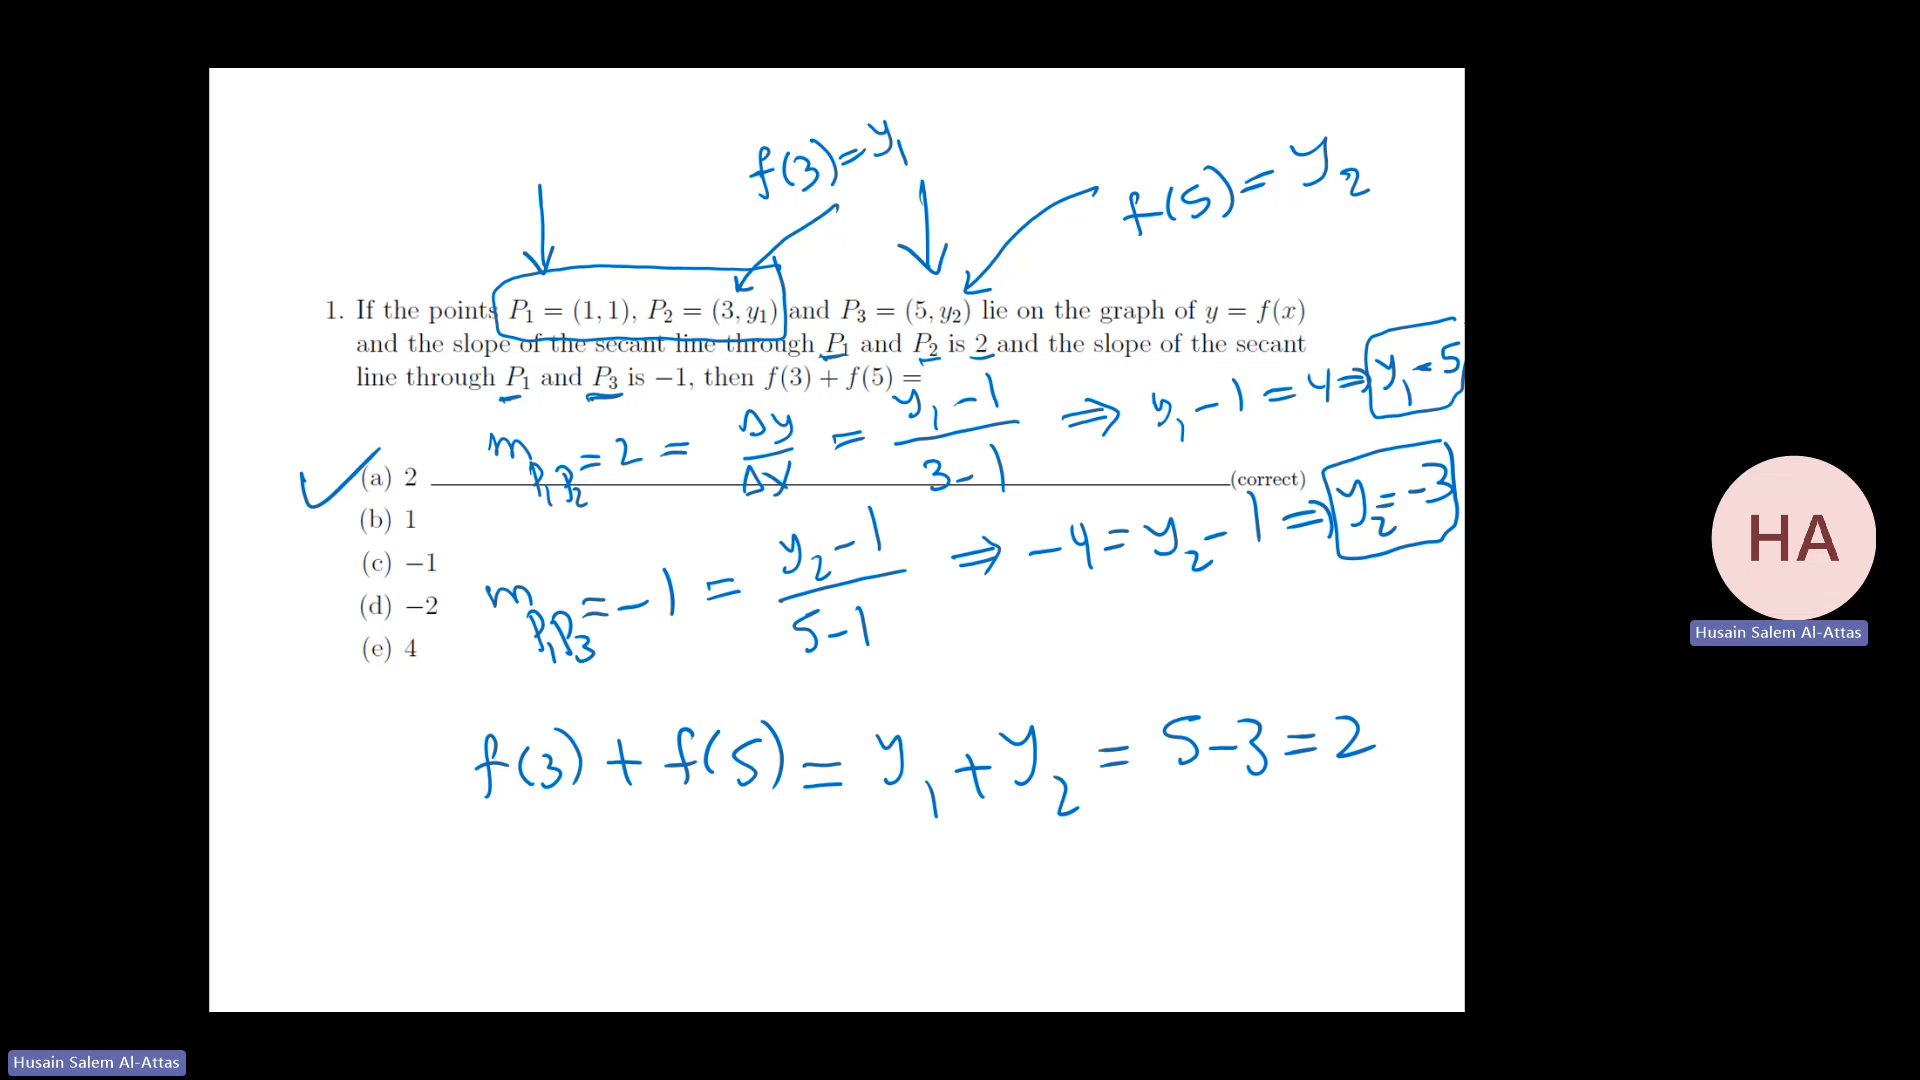 f(3)=y₁
f(5)=y₂
1. If the points P₁ = (1, 1), P₂ = (3, y₁) and P₃ = (5, y₂) lie on the graph of y = f(x)
and the slope of the secant line through P₁ and P₂ is 2 and the slope of the secant
line through P₁ and P₃ is −1, then f(3) + f(5) =
m_P₁P₂ = 2 = Δy/Δx = (y₁-1)/(3-1) ⇒ y₁-1=4 ⇒ y₁=5
(a) 2 (correct)
(b) 1
(c) −1
(d) −2
(e) 4
m_P₁P₃ = -1 = (y₂-1)/(5-1) ⇒ -4=y₂-1 ⇒ y₂=-3
f(3)+f(5)=y₁+y₂=5-3=2
HA
Husain Salem Al-Attas
Husain Salem Al-Attas